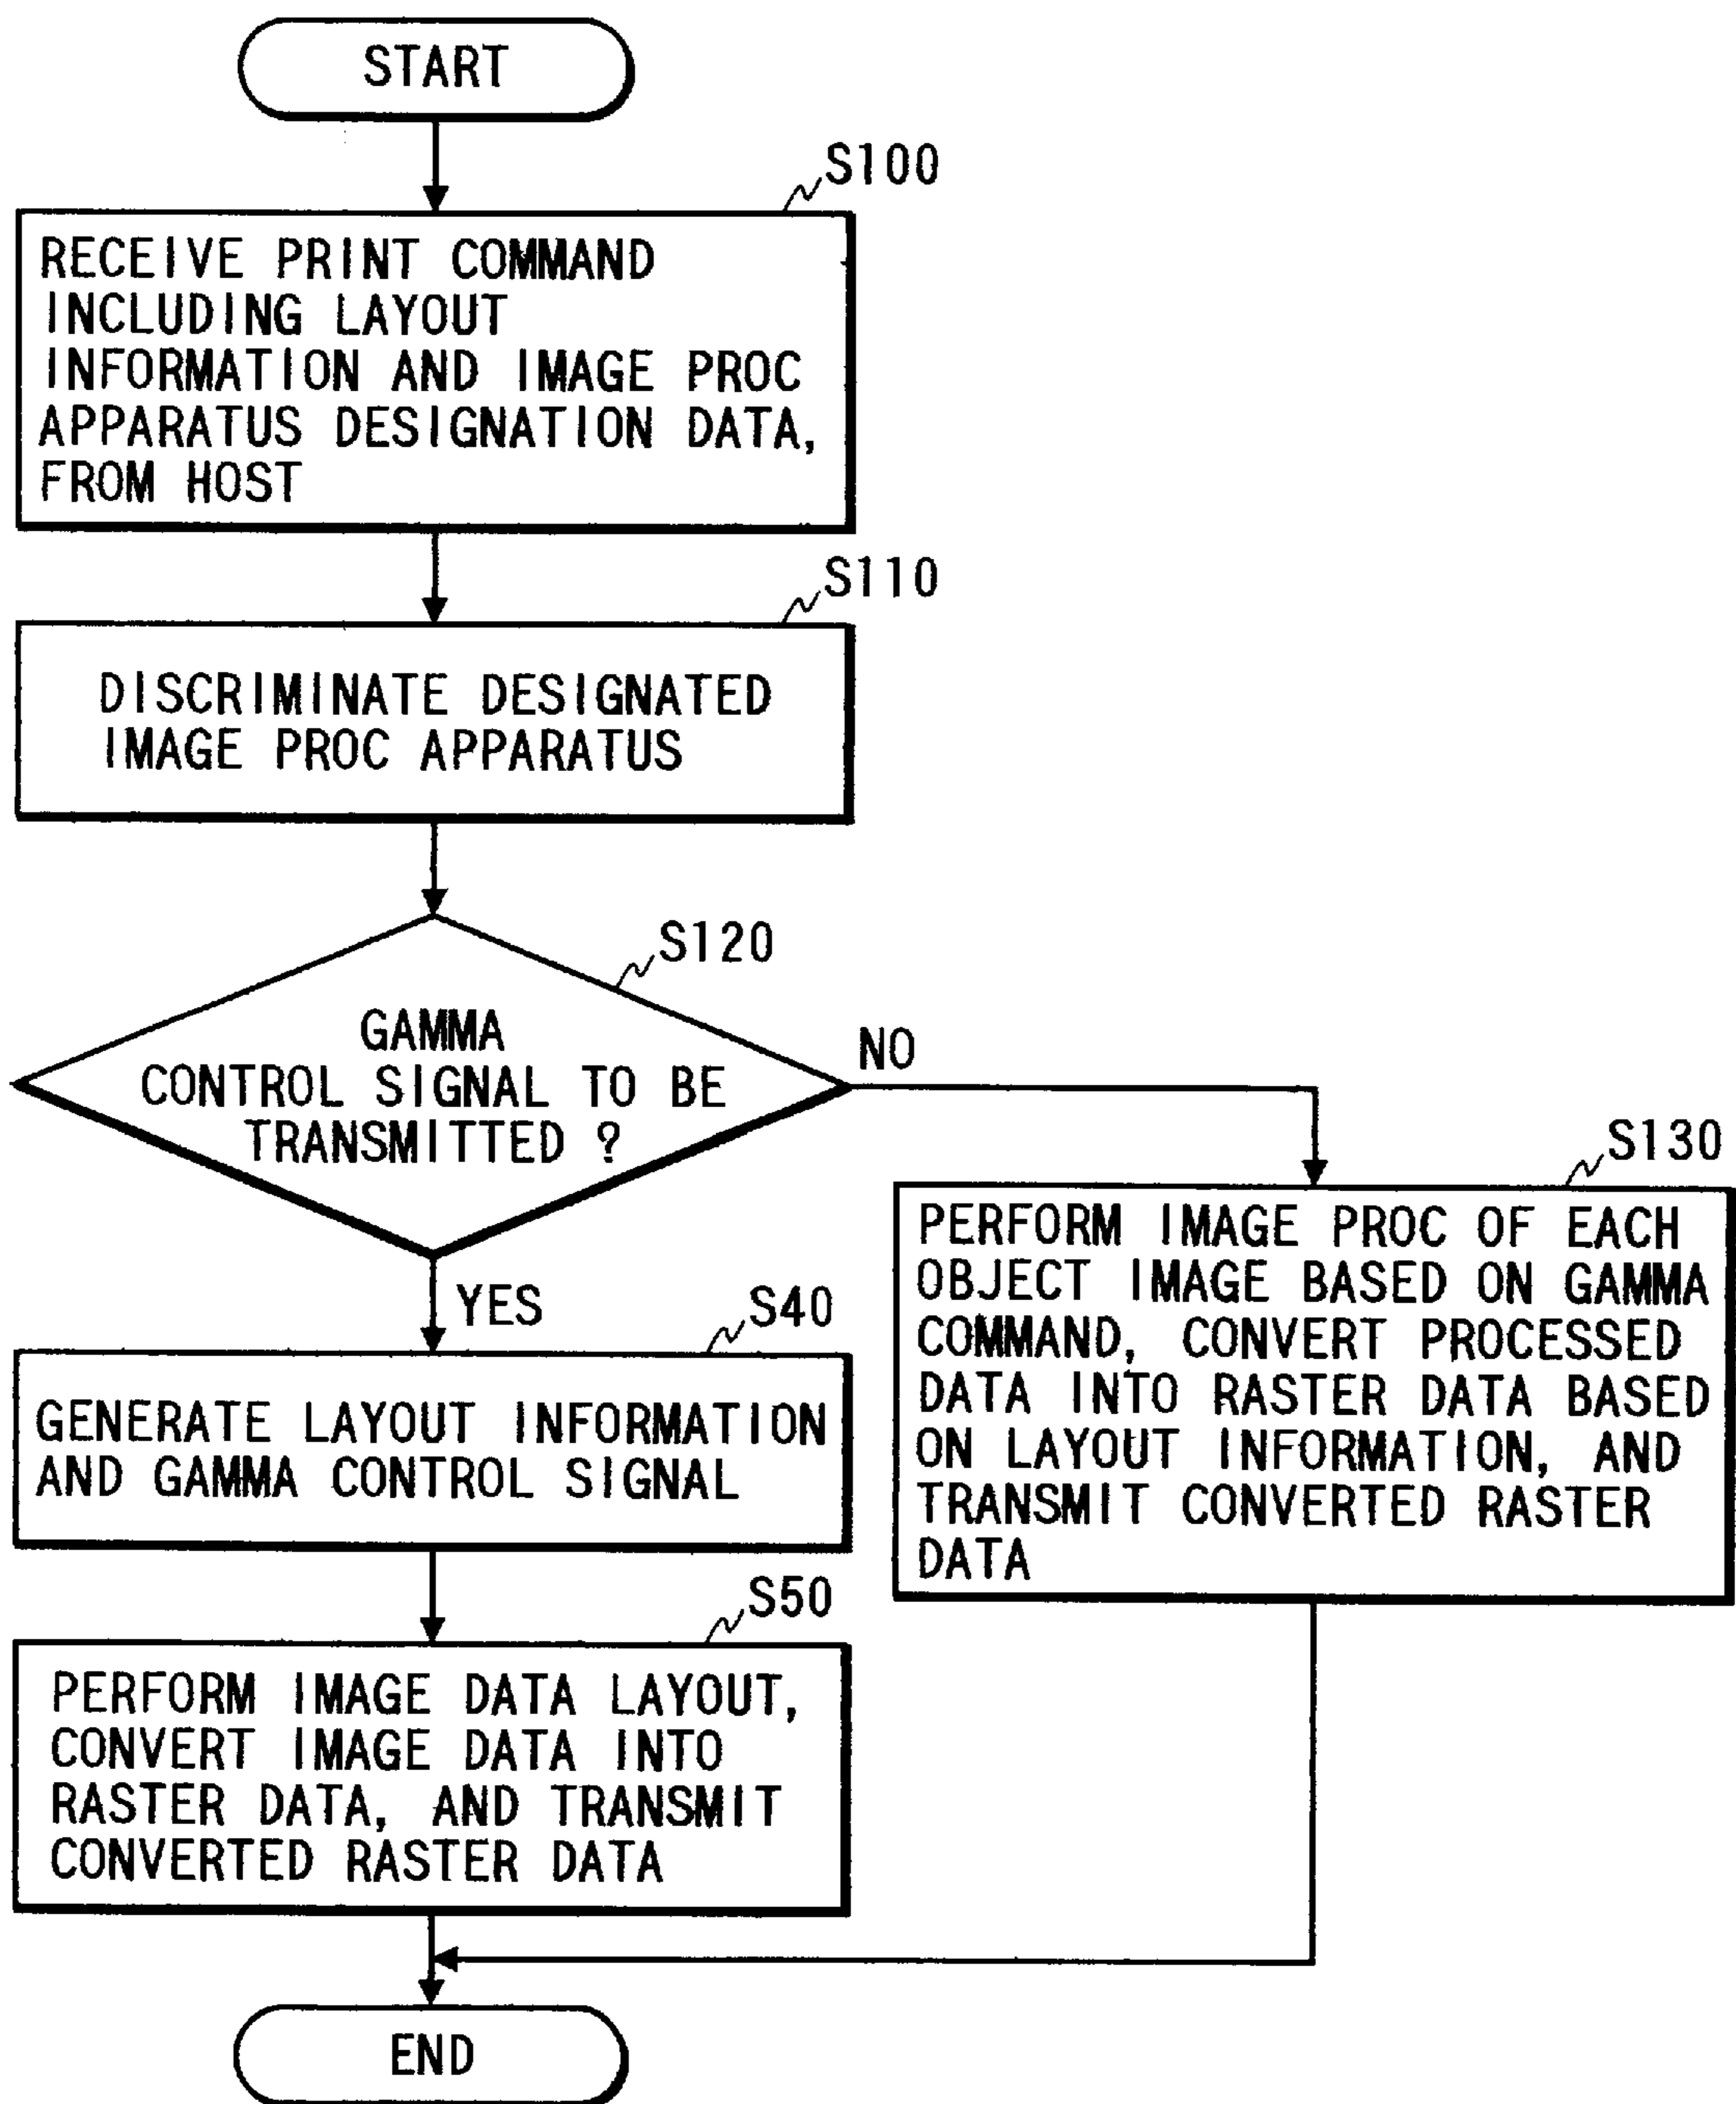 START
S100
RECEIVE PRINT COMMAND
INCLUDING LAYOUT
INFORMATION AND IMAGE PROC
APPARATUS DESIGNATION DATA,
FROM HOST
S110
DISCRIMINATE DESIGNATED
IMAGE PROC APPARATUS
S120
GAMMA
CONTROL SIGNAL TO BE
TRANSMITTED ?
NO
YES
S130
PERFORM IMAGE PROC OF EACH
OBJECT IMAGE BASED ON GAMMA
COMMAND, CONVERT PROCESSED
DATA INTO RASTER DATA BASED
ON LAYOUT INFORMATION, AND
TRANSMIT CONVERTED RASTER
DATA
S40
GENERATE LAYOUT INFORMATION
AND GAMMA CONTROL SIGNAL
S50
PERFORM IMAGE DATA LAYOUT,
CONVERT IMAGE DATA INTO
RASTER DATA, AND TRANSMIT
CONVERTED RASTER DATA
END